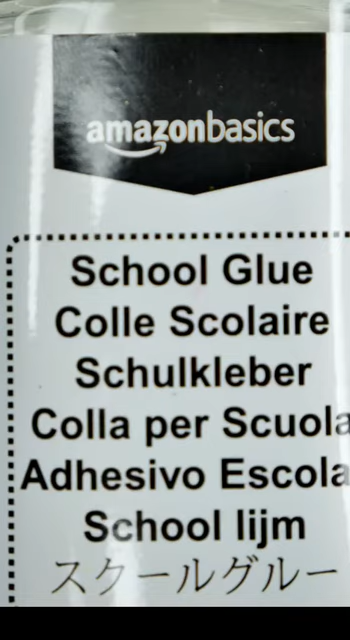 amazonbasics
School Glue
Colle Scolaire
Schulkleber
Colla per Scuola
Adhesivo Escola
School lijm
スクールグルー